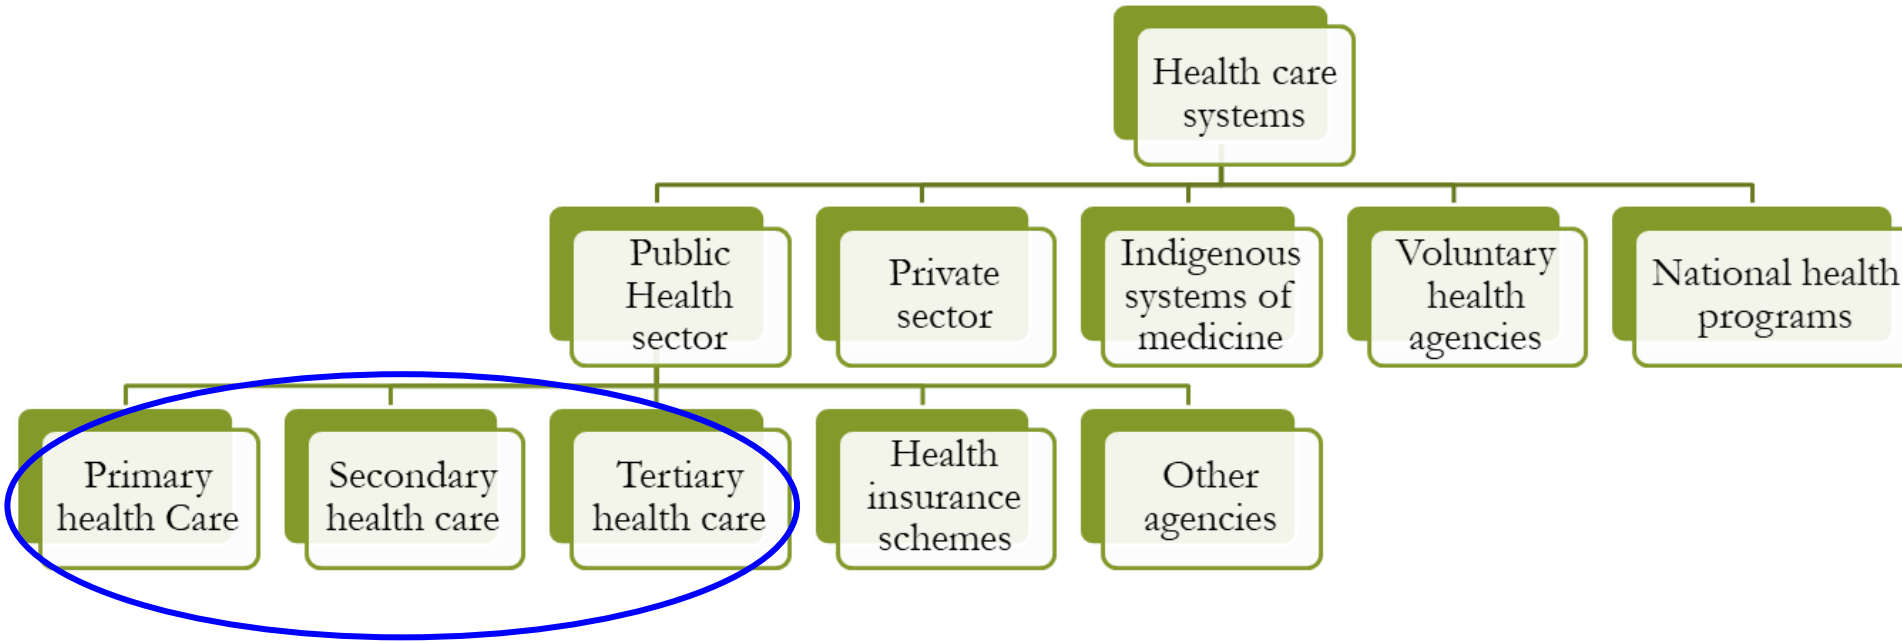 Health care
systems
Public
Health
sector
Private
sector
Indigenous
systems of
medicine
Voluntary
health
agencies
National health
programs
Primary
health Care
Secondary
health care
Tertiary
health care
Health
insurance
schemes
Other
agencies